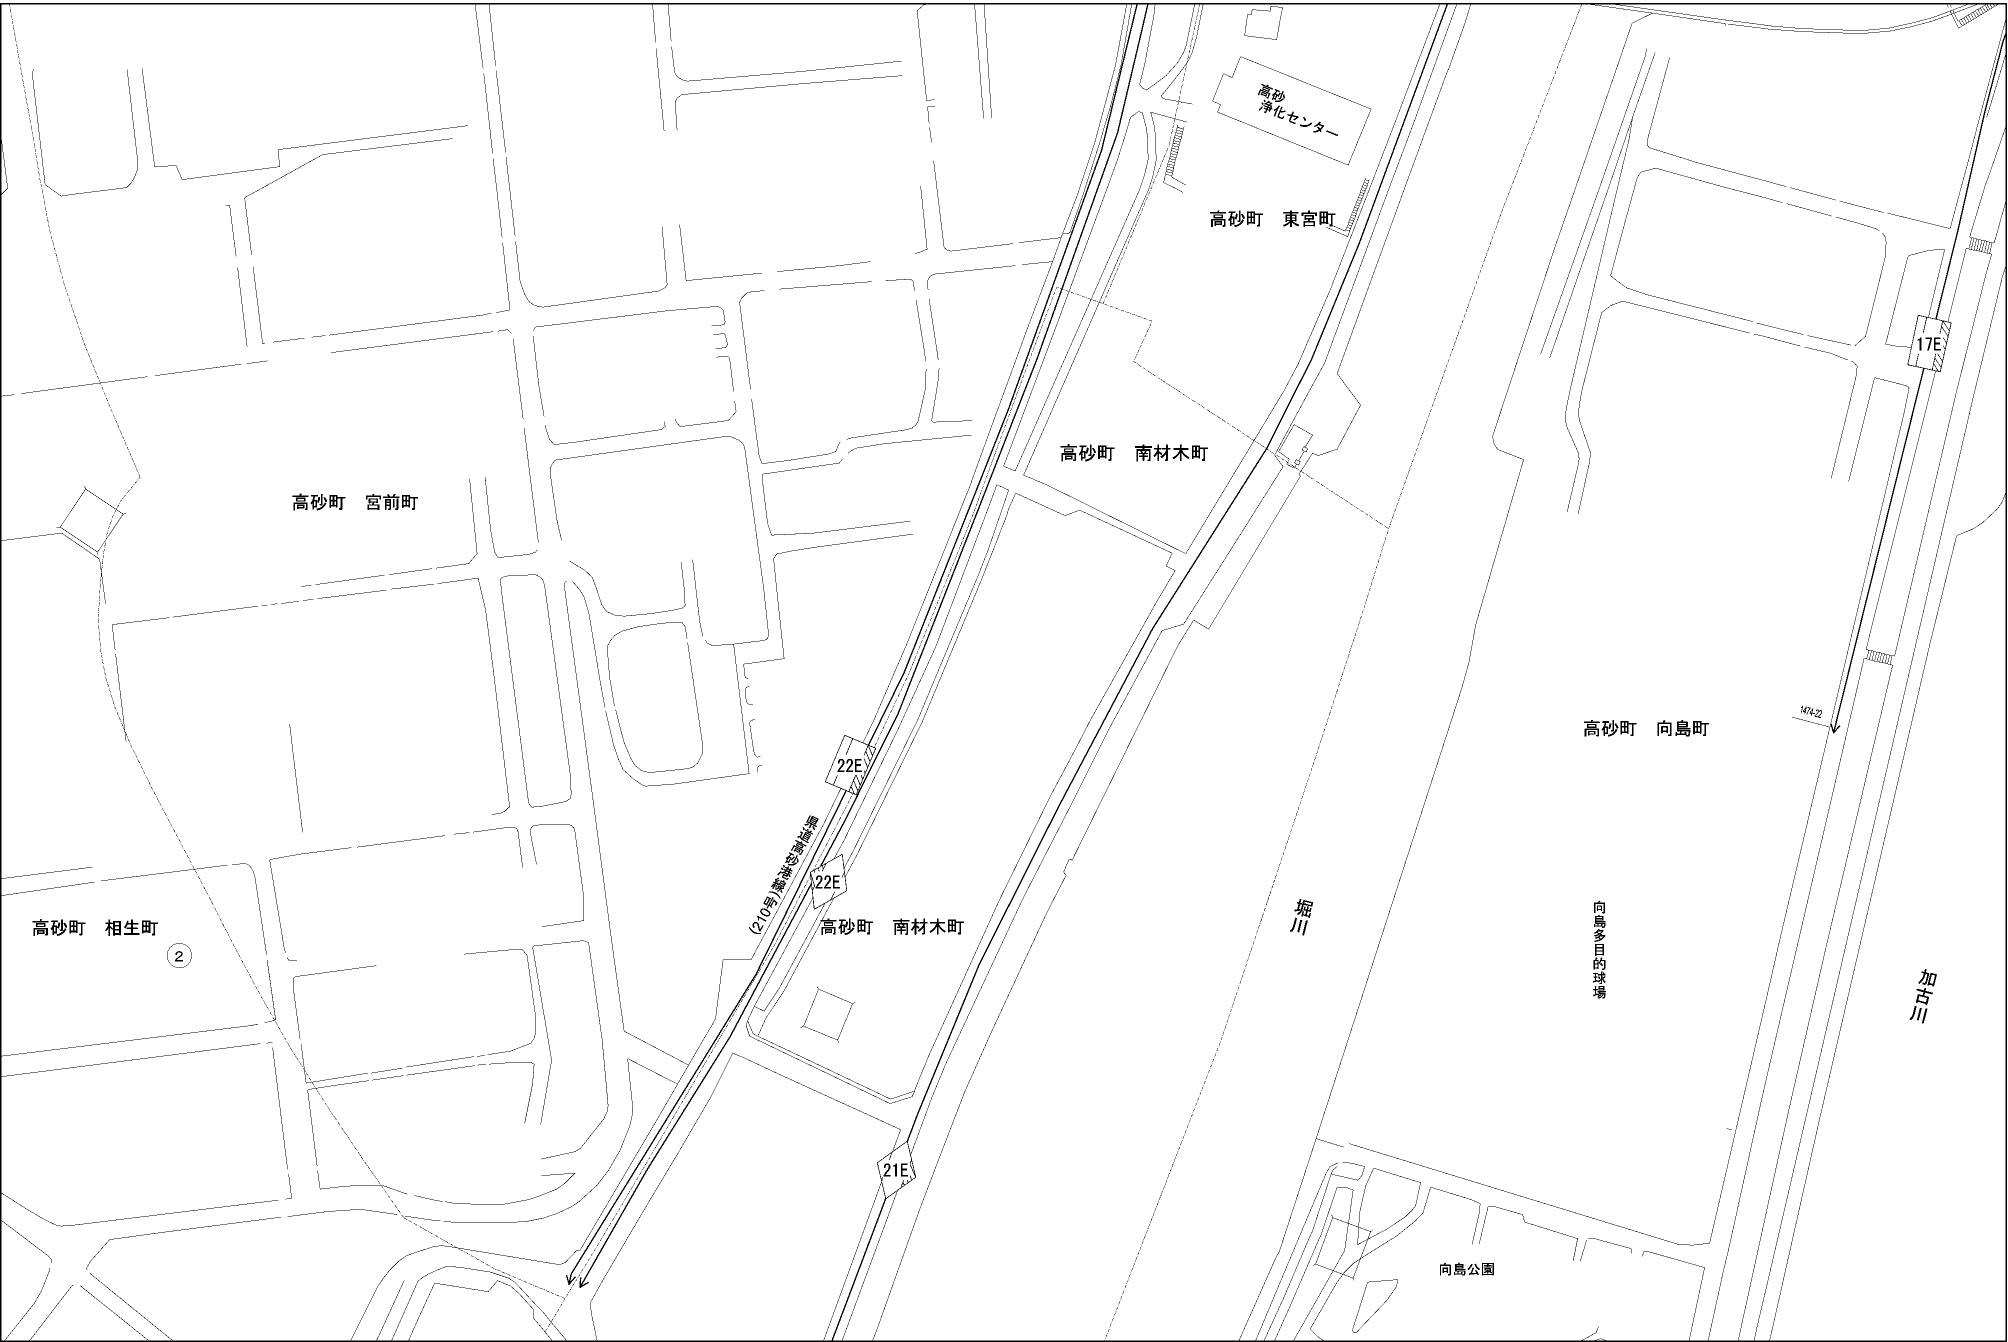 高砂
浄化センター
高砂町　東宮町
17E
高砂町　南材木町
高砂町　宮前町
1474-22
高砂町　向島町
22E
県道高砂港線
(210号)
22E
高砂町　南材木町
高砂町　相生町
2
堀川
向島多目的球場
加古川
21E
向島公園